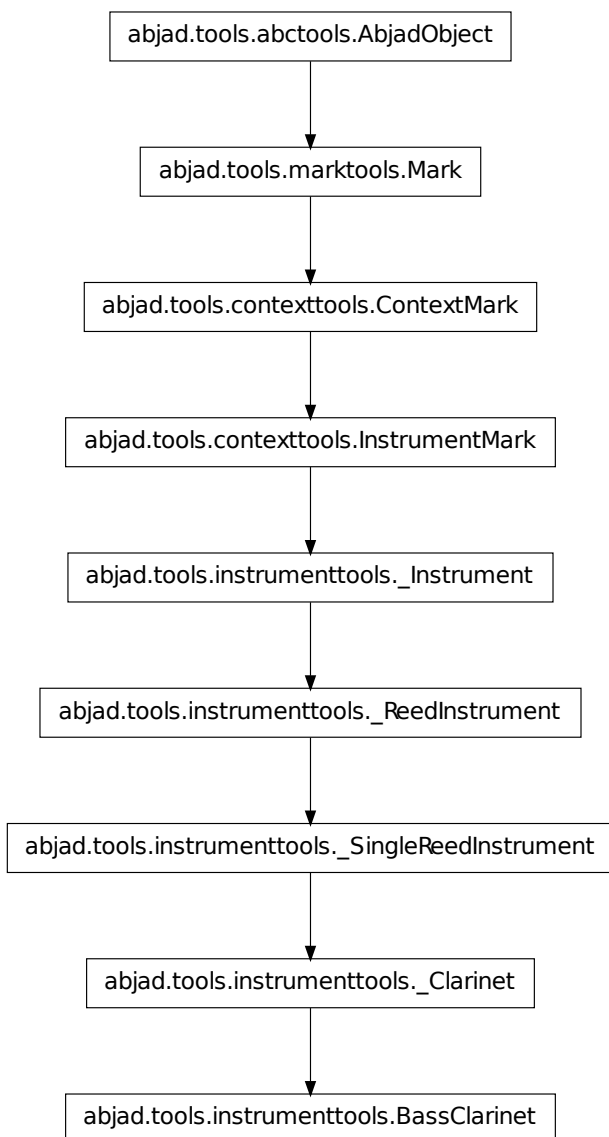 abjad.tools.abctools.AbjadObject
abjad.tools.marktools.Mark
abjad.tools.contexttools.ContextMark
abjad.tools.contexttools.InstrumentMark
abjad.tools.instrumenttools._Instrument
abjad.tools.instrumenttools._ReedInstrument
abjad.tools.instrumenttools._SingleReedInstrument
abjad.tools.instrumenttools._Clarinet
abjad.tools.instrumenttools.BassClarinet